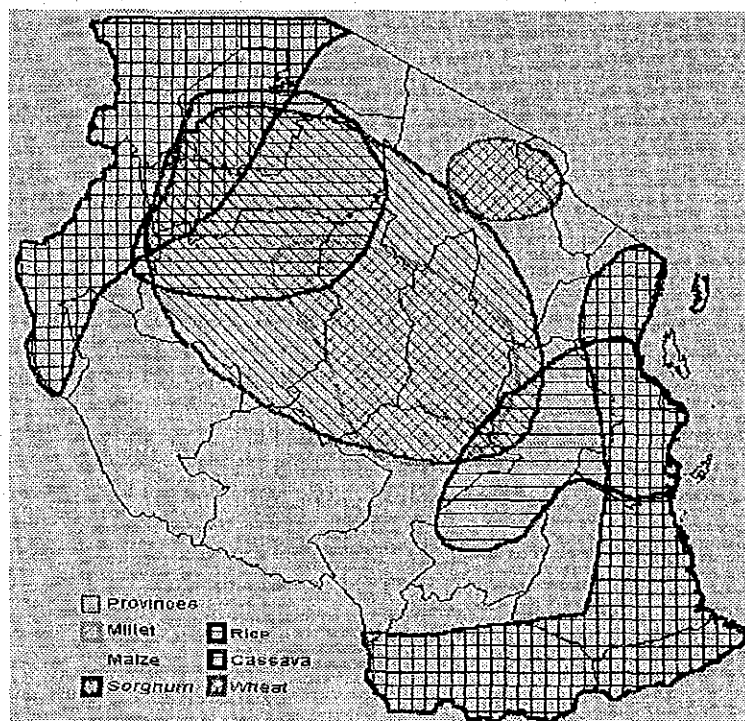 Provinces
Millet
Maize
Sorghum
Rice
Cassava
Wheat